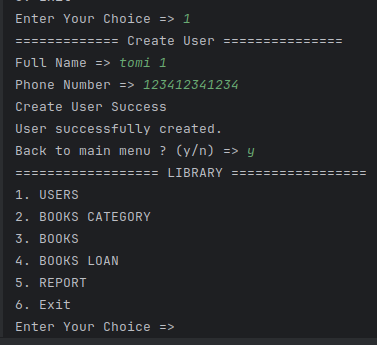 Enter Your Choice => 1
============= Create User ===============
Full Name => tomi 1
Phone Number => 123412341234
Create User Success
User successfully created.
Back to main menu ? (y/n) => y
================== LIBRARY =================
1. USERS
2. BOOKS CATEGORY
3. BOOKS
4. BOOKS LOAN
5. REPORT
6. Exit
Enter Your Choice =>